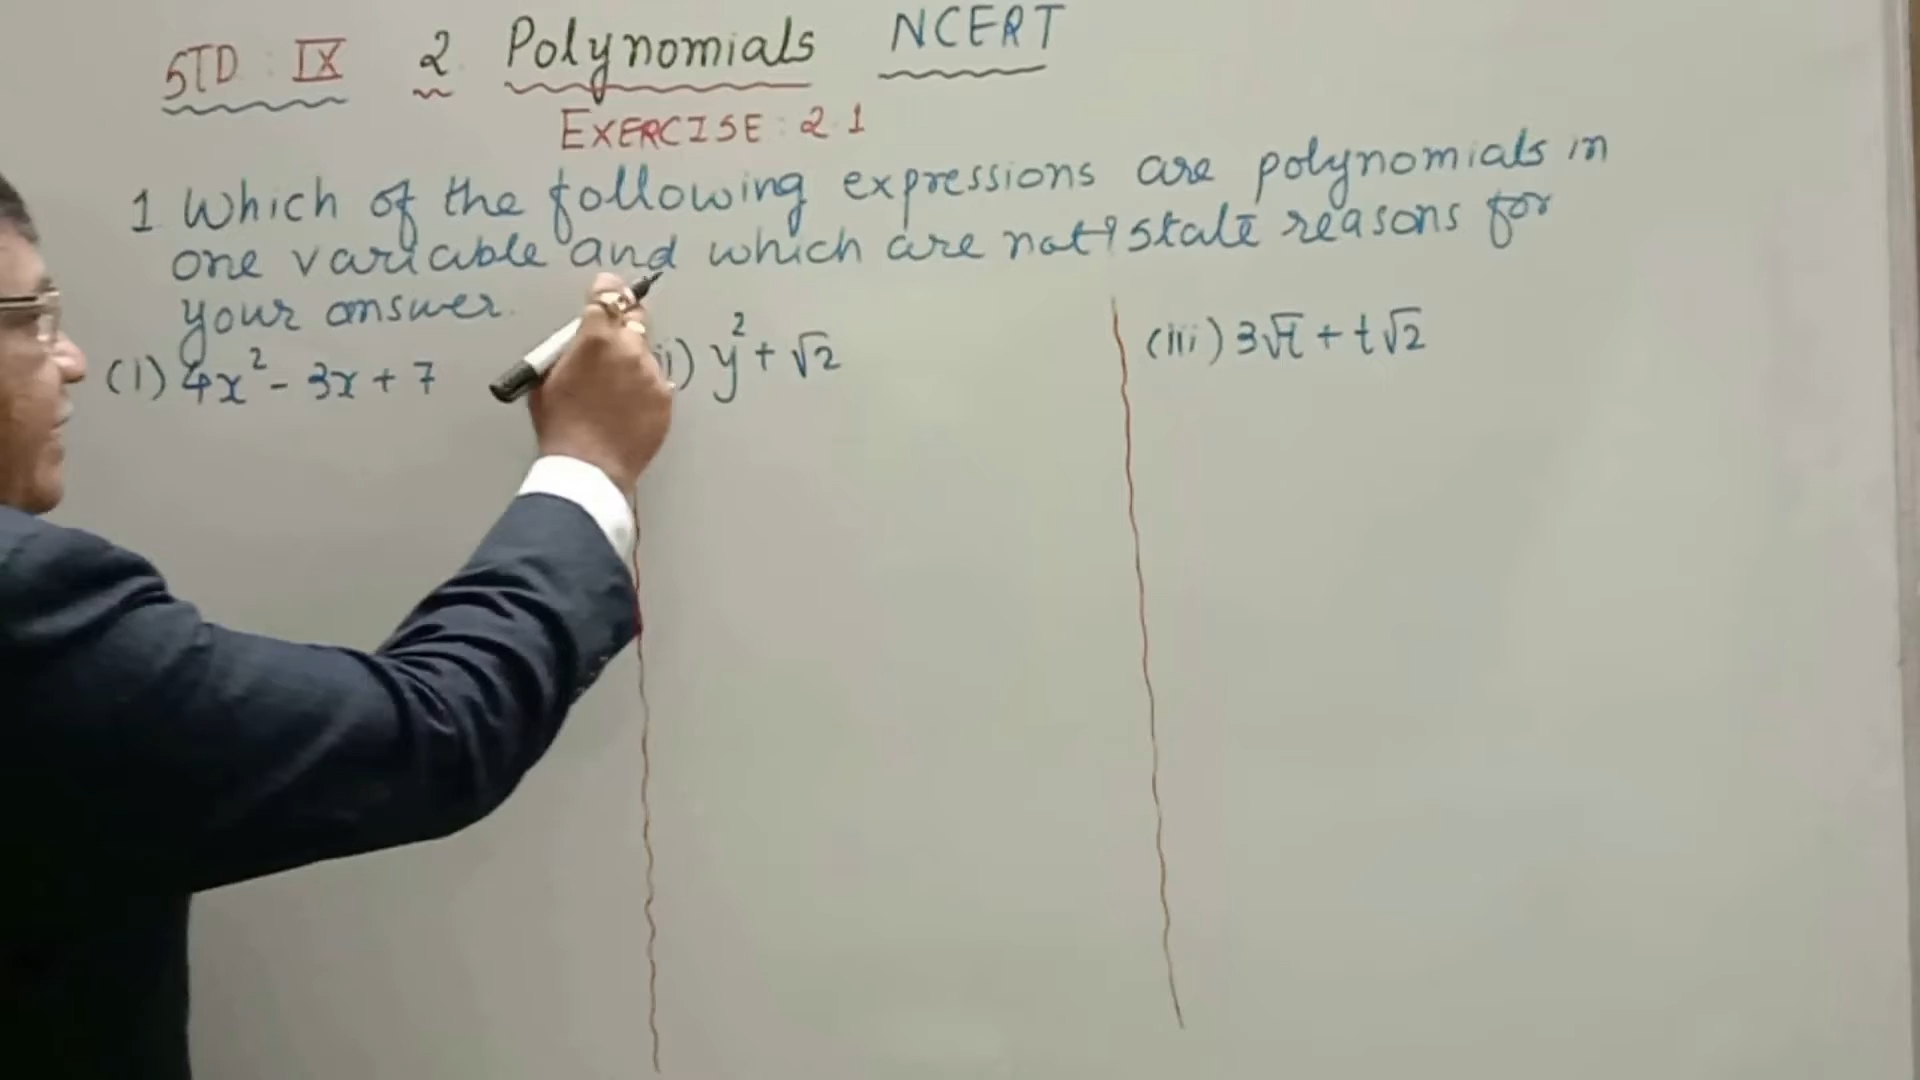 STD : IX 2 Polynomials NCERT
EXERCISE : 2.1
1 Which of the following expressions are polynomials in
one variable and which are not? state reasons for
your answer.
(i) 4x² - 3x + 7
i) y² + √2
(iii) 3√t + t√2